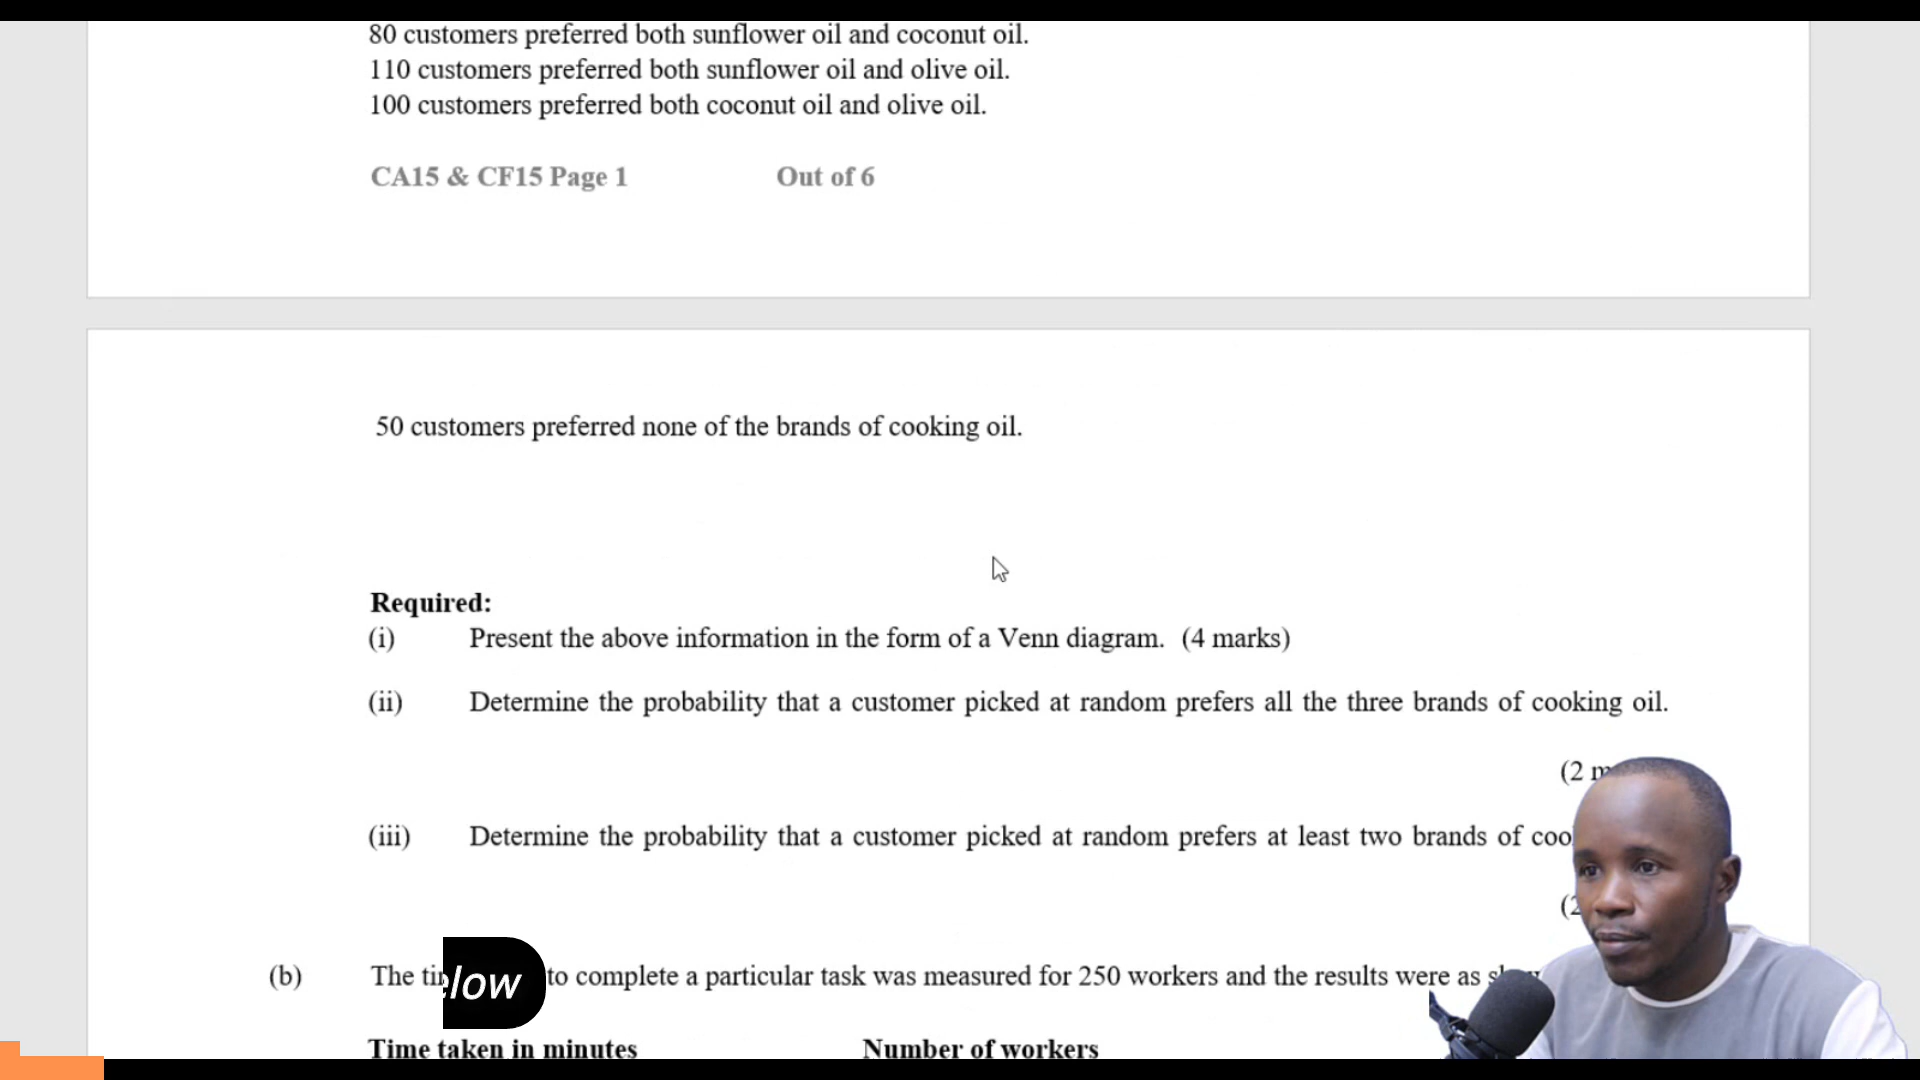 80 customers preferred both sunflower oil and coconut oil.
110 customers preferred both sunflower oil and olive oil.
100 customers preferred both coconut oil and olive oil.
CA15 & CF15 Page 1 Out of 6
50 customers preferred none of the brands of cooking oil.
Required:
(i) Present the above information in the form of a Venn diagram. (4 marks)
(ii) Determine the probability that a customer picked at random prefers all the three brands of cooking oil.
(2
(iii) Determine the probability that a customer picked at random prefers at least two brands of
(2
(b) The to complete a particular task was measured for 250 workers and the results were as
Time taken in minutes Number of workers